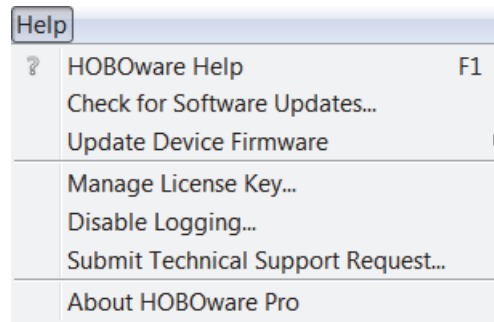 Help
HOBOware Help F1
Check for Software Updates...
Update Device Firmware
Manage License Key...
Disable Logging...
Submit Technical Support Request...
About HOBOware Pro